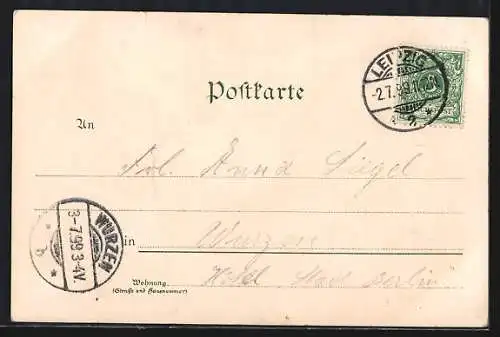 LEIPZIG
-2.7.99.
* 2. *
Postkarte
An
Frl. Anna Siegel
in Wurzen
Wohnung Hotel Stadt Berlin"
(Straße und Hausnummer)
WURZEN
3-7.99 3-4V.
* b *